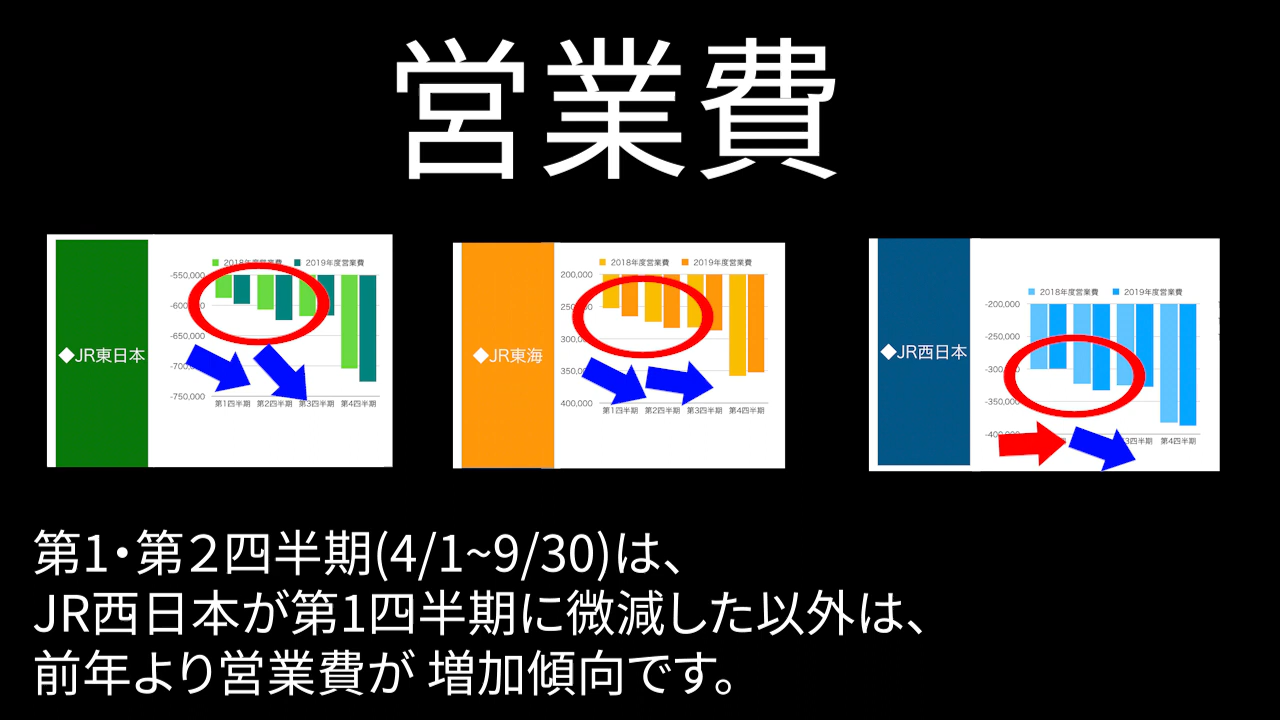 営業費
2018年度営業費 2019年度営業費
-550,000
-600,000
-650,000
-700,
-750,000
第1四半期 第2四半期 第3四半期 第4四半期
◆JR東日本
2018年度営業費 2019年度営業費
200,000
250,000
300,000
350,
400,000
第1四半期 第2四半期 第3四半期 第4四半期
◆JR東海
2018年度営業費 2019年度営業費
-200,000
-250,000
-300,000
-350,000
-400,000
3四半期 第4四半期
◆JR西日本
第1・第２四半期(4/1~9/30)は、
JR西日本が第1四半期に微減した以外は、
前年より営業費が 増加傾向です。